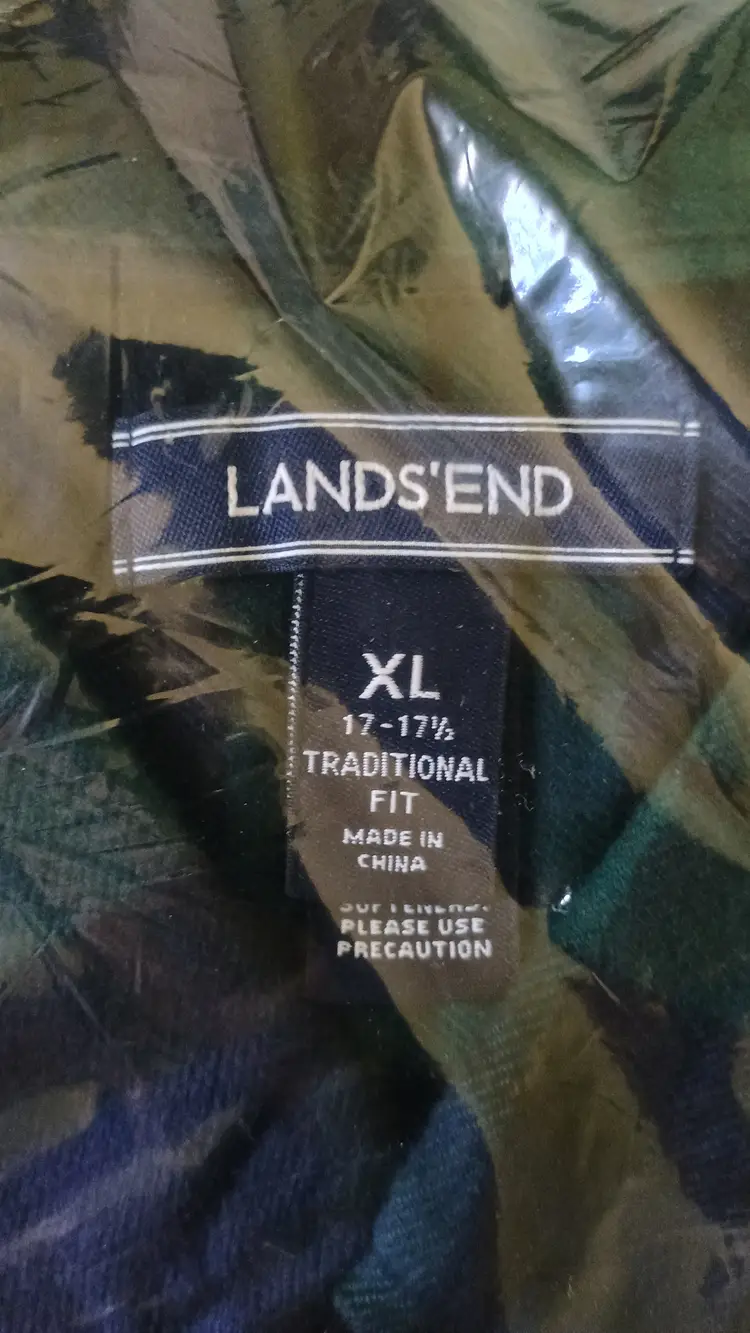 LANDS'END
XL
17-17½
TRADITIONAL
FIT
MADE IN
CHINA
PLEASE USE
PRECAUTION